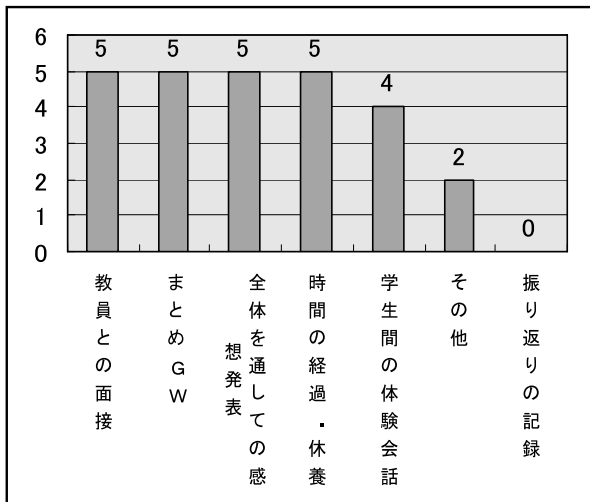 6
5
4
3
2
1
0
5
5
5
5
4
2
0
教員との面接
まとめGW
全体を通しての感
想発表
時間の経過・休養
学生間の体験会話
その他
振り返りの記録